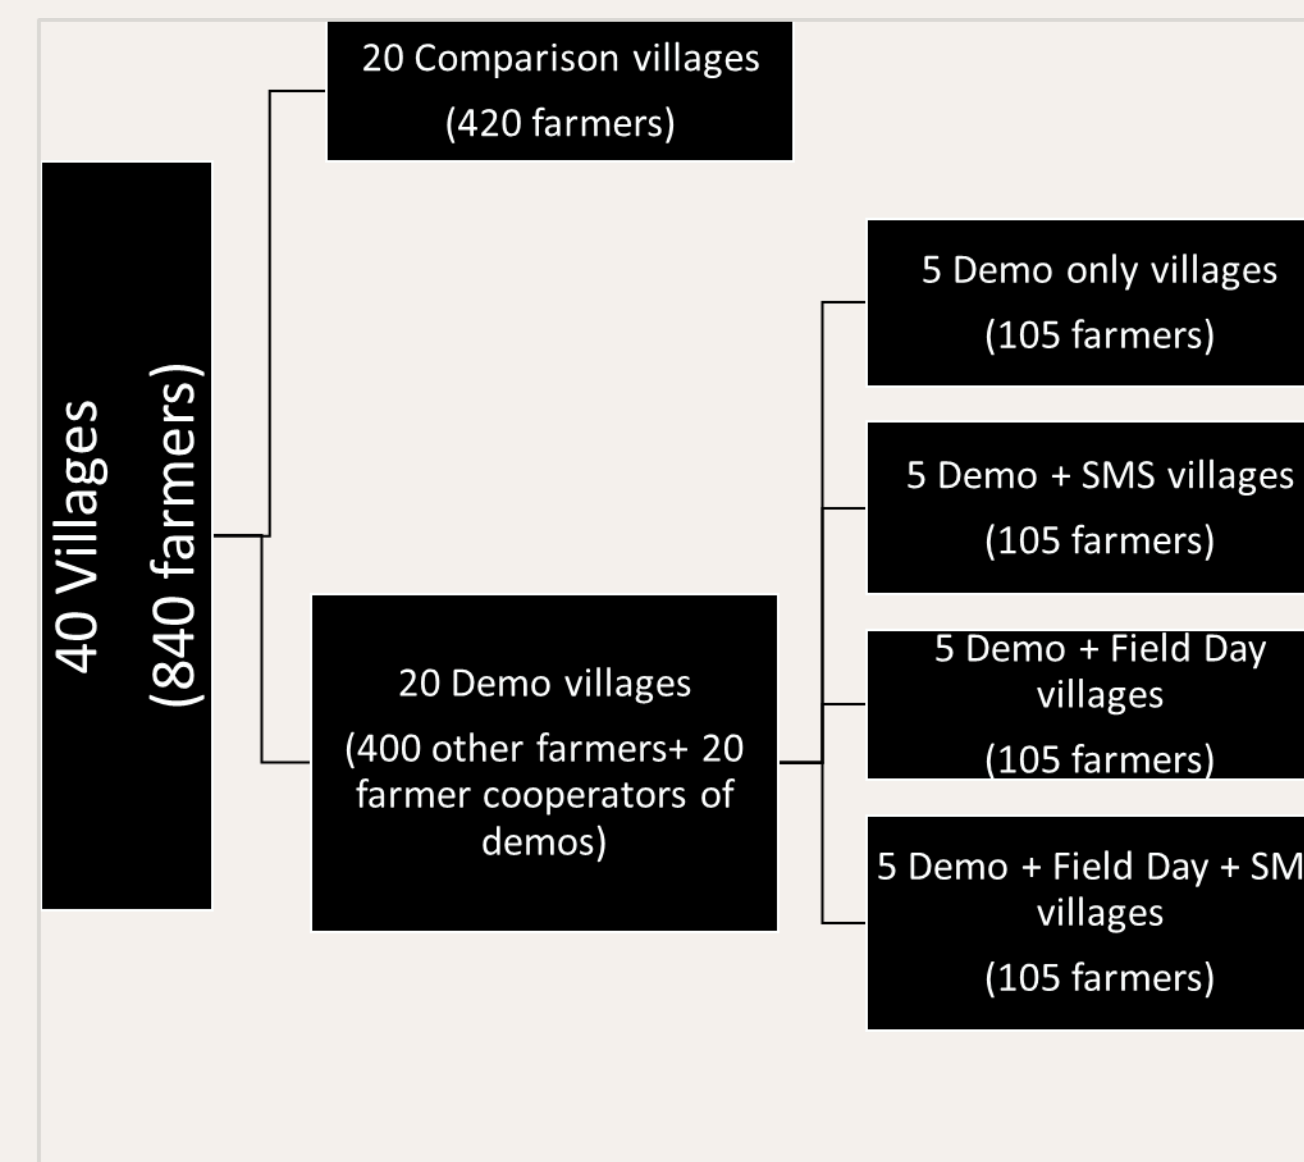 20 Comparison villages
(420 farmers)
40 Villages
(840 farmers)
5 Demo only villages
(105 farmers)
5 Demo + SMS villages
(105 farmers)
20 Demo villages
(400 other farmers+ 20
farmer cooperators of
demos)
5 Demo + Field Day
villages
(105 farmers)
5 Demo + Field Day + SM
villages
(105 farmers)